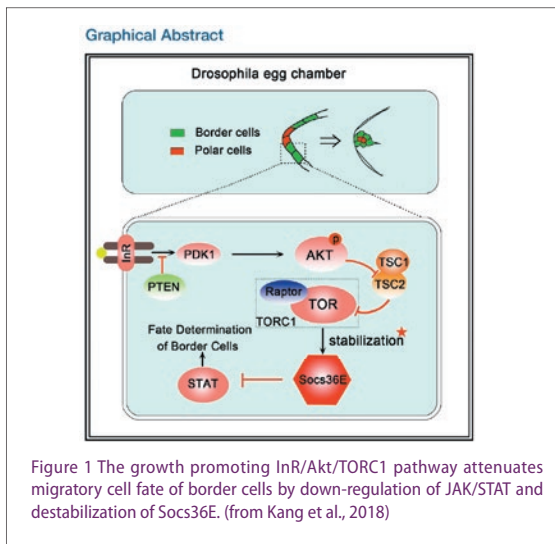 Graphical Abstract
Drosophila egg chamber
Border cells
Polar cells
InR
PDK1
AKT
P
PTEN
TSC1
TSC2
Raptor
TOR
TORC1
stabilization
Fate Determination
of Border Cells
STAT
Socs36E
Figure 1 The growth promoting InR/Akt/TORC1 pathway attenuates
migratory cell fate of border cells by down-regulation of JAK/STAT and
destabilization of Socs36E. (from Kang et al., 2018)